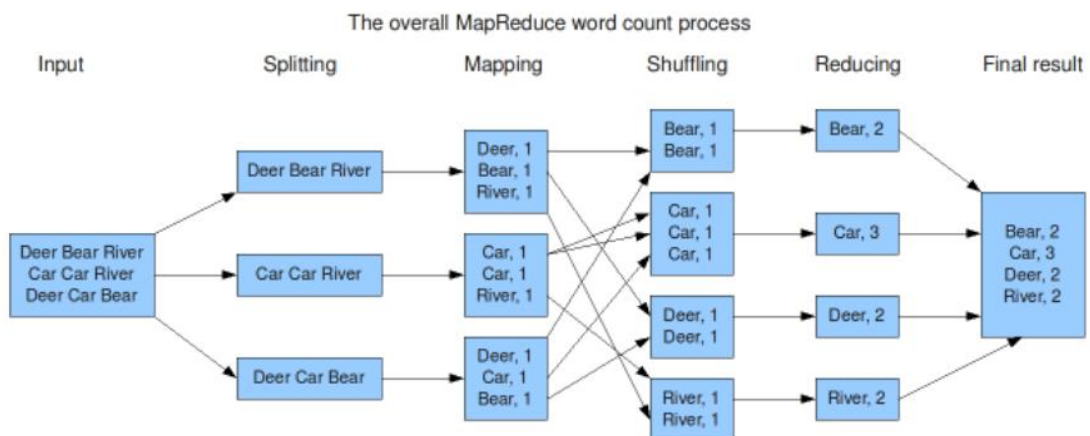 The overall MapReduce word count process
Input
Splitting
Mapping
Shuffling
Reducing
Final result
Deer Bear River
Car Car River
Deer Car Bear
Deer Bear River
Car Car River
Deer Car Bear
Deer, 1
Bear, 1
River, 1
Car, 1
Car, 1
River, 1
Deer, 1
Car, 1
Bear, 1
Bear, 1
Bear, 1
Car, 1
Car, 1
Car, 1
Deer, 1
Deer, 1
River, 1
River, 1
Bear, 2
Car, 3
Deer, 2
River, 2
Bear, 2
Car, 3
Deer, 2
River, 2